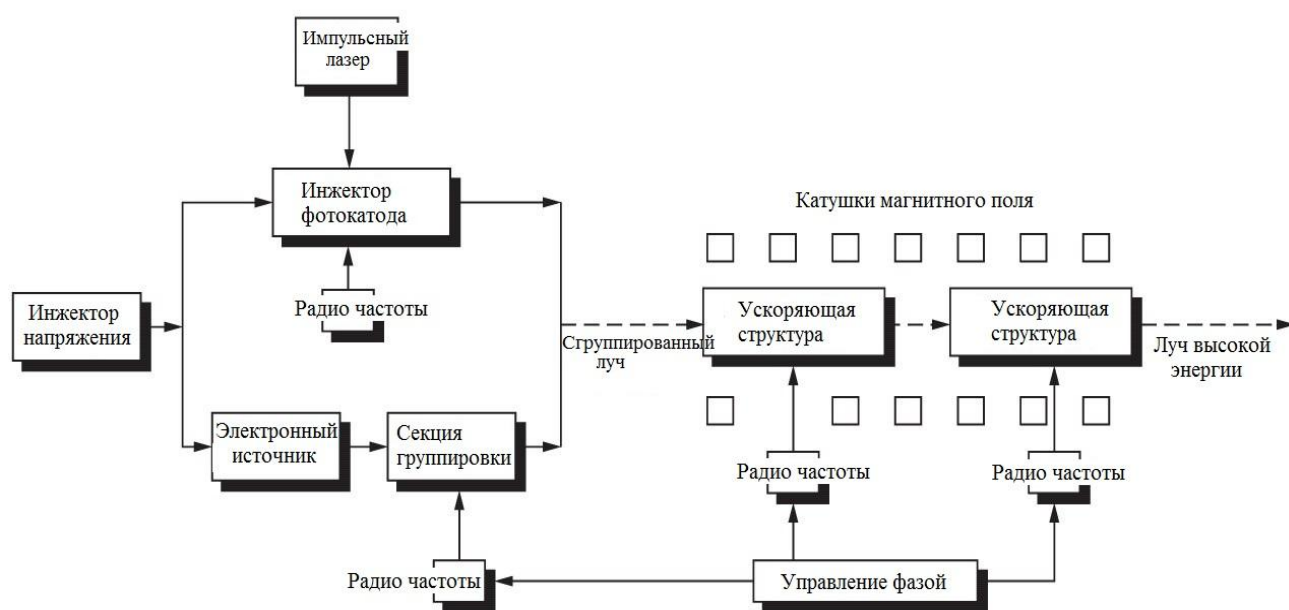 Импульсный
лазер
Инжектор
фотокатода
Катушки магнитного поля
Инжектор
напряжения
Радио частоты
Ускоряющая
структура
Ускоряющая
структура
Сгруппированный
луч
Луч высокой
энергии
Электронный
источник
Секция
группировки
Радио частоты
Радио частоты
Радио частоты
Управление фазой